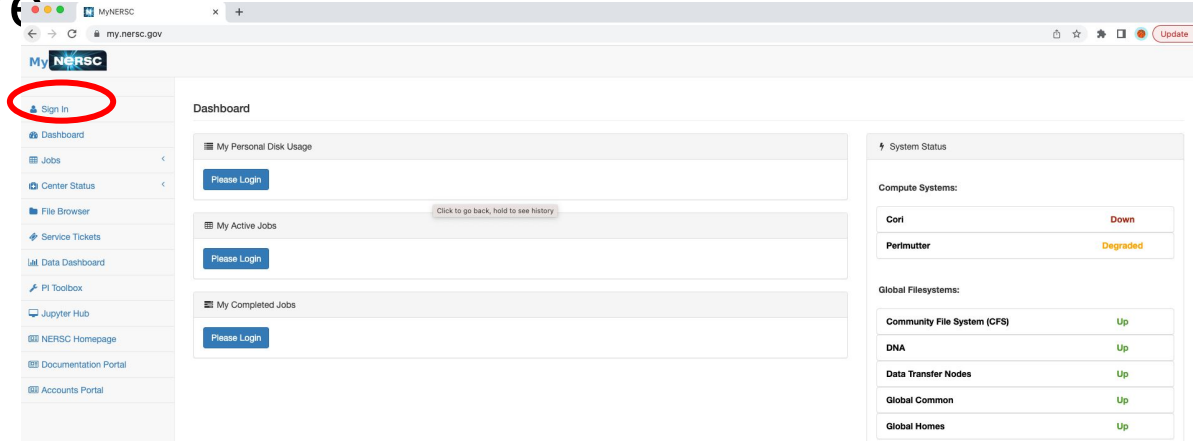 e
MyNERSC
my.nersc.gov
Update
My NERSC
Sign In
Dashboard
Jobs
Center Status
File Browser
Service Tickets
Data Dashboard
PI Toolbox
Jupyter Hub
NERSC Homepage
Documentation Portal
Accounts Portal
Dashboard
My Personal Disk Usage
Please Login
Click to go back, hold to see history
My Active Jobs
Please Login
My Completed Jobs
Please Login
System Status
Compute Systems:
Cori Down
Perlmutter Degraded
Global Filesystems:
Community File System (CFS) Up
DNA Up
Data Transfer Nodes Up
Global Common Up
Global Homes Up